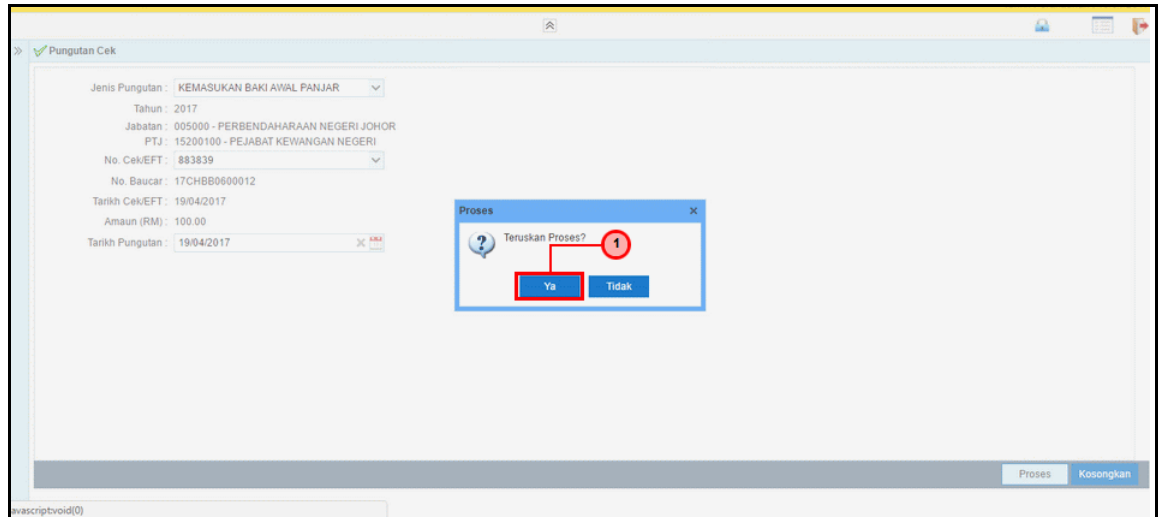 Pungutan Cek
Jenis Pungutan : KEMASUKAN BAKI AWAL PANJAR
Tahun : 2017
Jabatan : 005000 - PERBENDAHARAAN NEGERI JOHOR
PTJ : 15200100 - PEJABAT KEWANGAN NEGERI
No. Cek/EFT : 883839
No. Baucar : 17CHBB0600012
Tarikh Cek/EFT : 19/04/2017
Amaun (RM) : 100.00
Tarikh Pungutan : 19/04/2017
Proses
Teruskan Proses?
1
Ya Tidak
Proses Kosongkan
avascript:void(0)